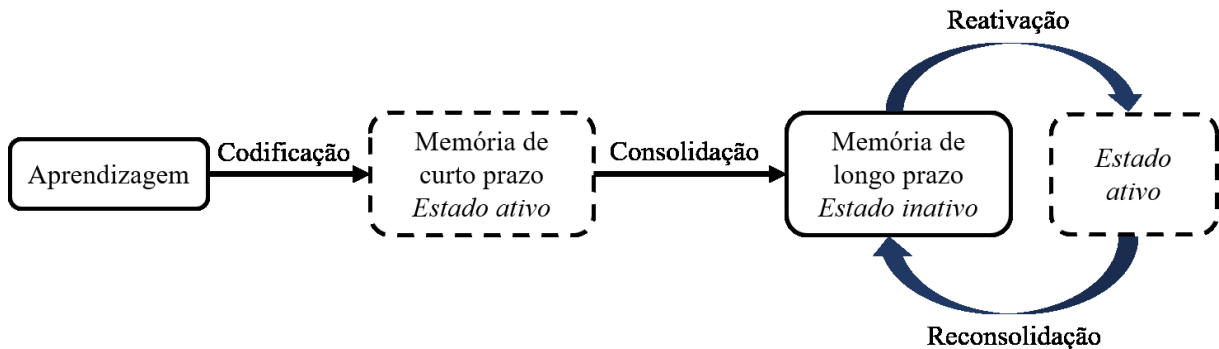 Reativação
Aprendizagem
Codificação
Memória de
curto prazo
Estado ativo
Consolidação
Memória de
longo prazo
Estado inativo
Estado
ativo
Reconsolidação